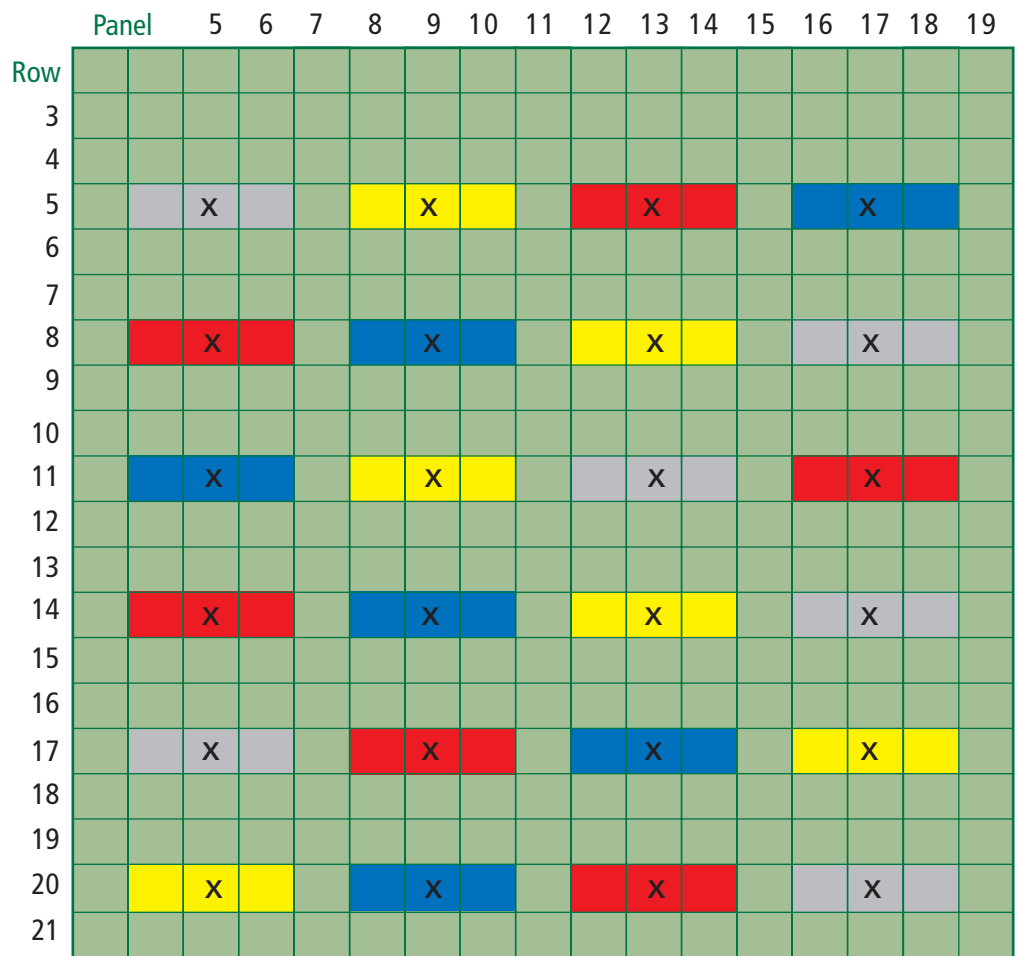 Panel 5 6 7 8 9 10 11 12 13 14 15 16 17 18 19
Row
3
4
5 X X X X
6
7
8 X X X X
9
10
11 X X X X
12
13
14 X X X X
15
16
17 X X X X
18
19
20 X X X X
21